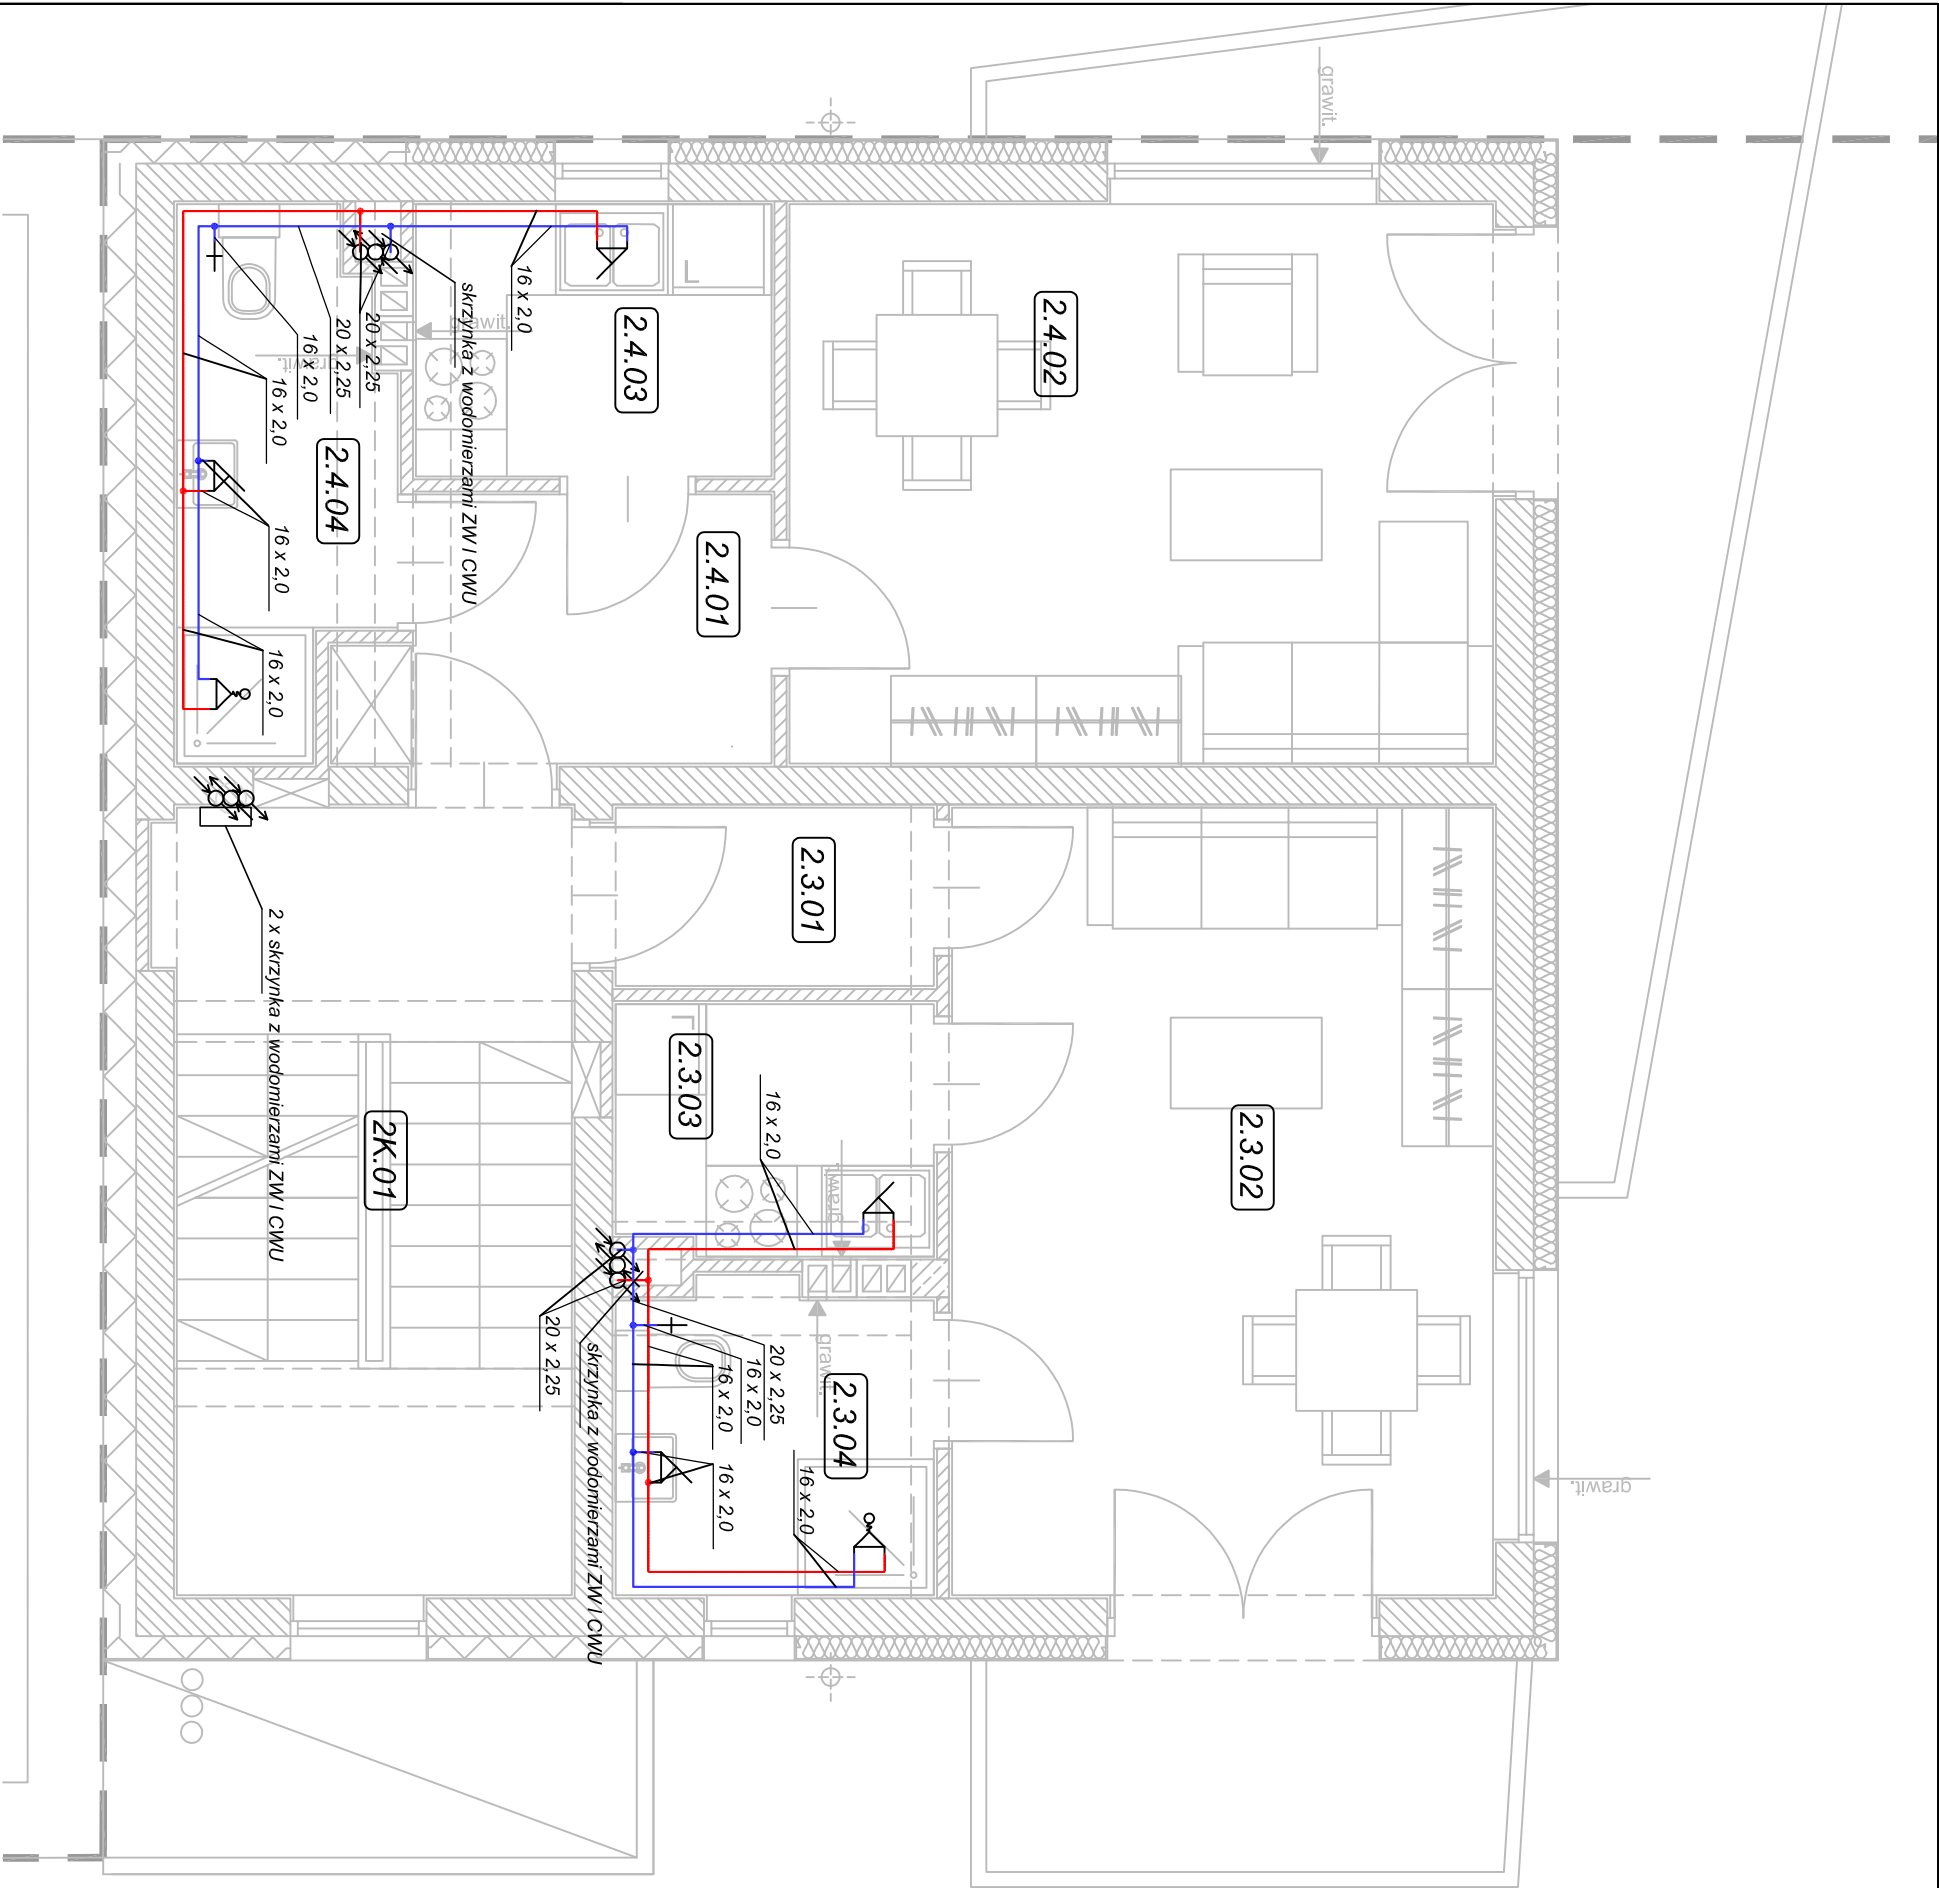 grawit.
2.4.02
2.4.03
16 x 2,0
skrzynka z wodomierzami ZW I CWU
grawit.
20 x 2,25
20 x 2,25
16 x 2,0
grawit.
16 x 2,0
2.4.04
16 x 2,0
2.4.01
16 x 2,0
L
2.3.01
2 x skrzynka z wodomierzami ZW I CWU
2K.01
L
2.3.03
16 x 2,0
grawit.
2.3.02
20 x 2,25
skrzynka z wodomierzami ZW I CWU
20 x 2,25
16 x 2,0
16 x 2,0
grawit.
2.3.04
16 x 2,0
16 x 2,0
grawit.